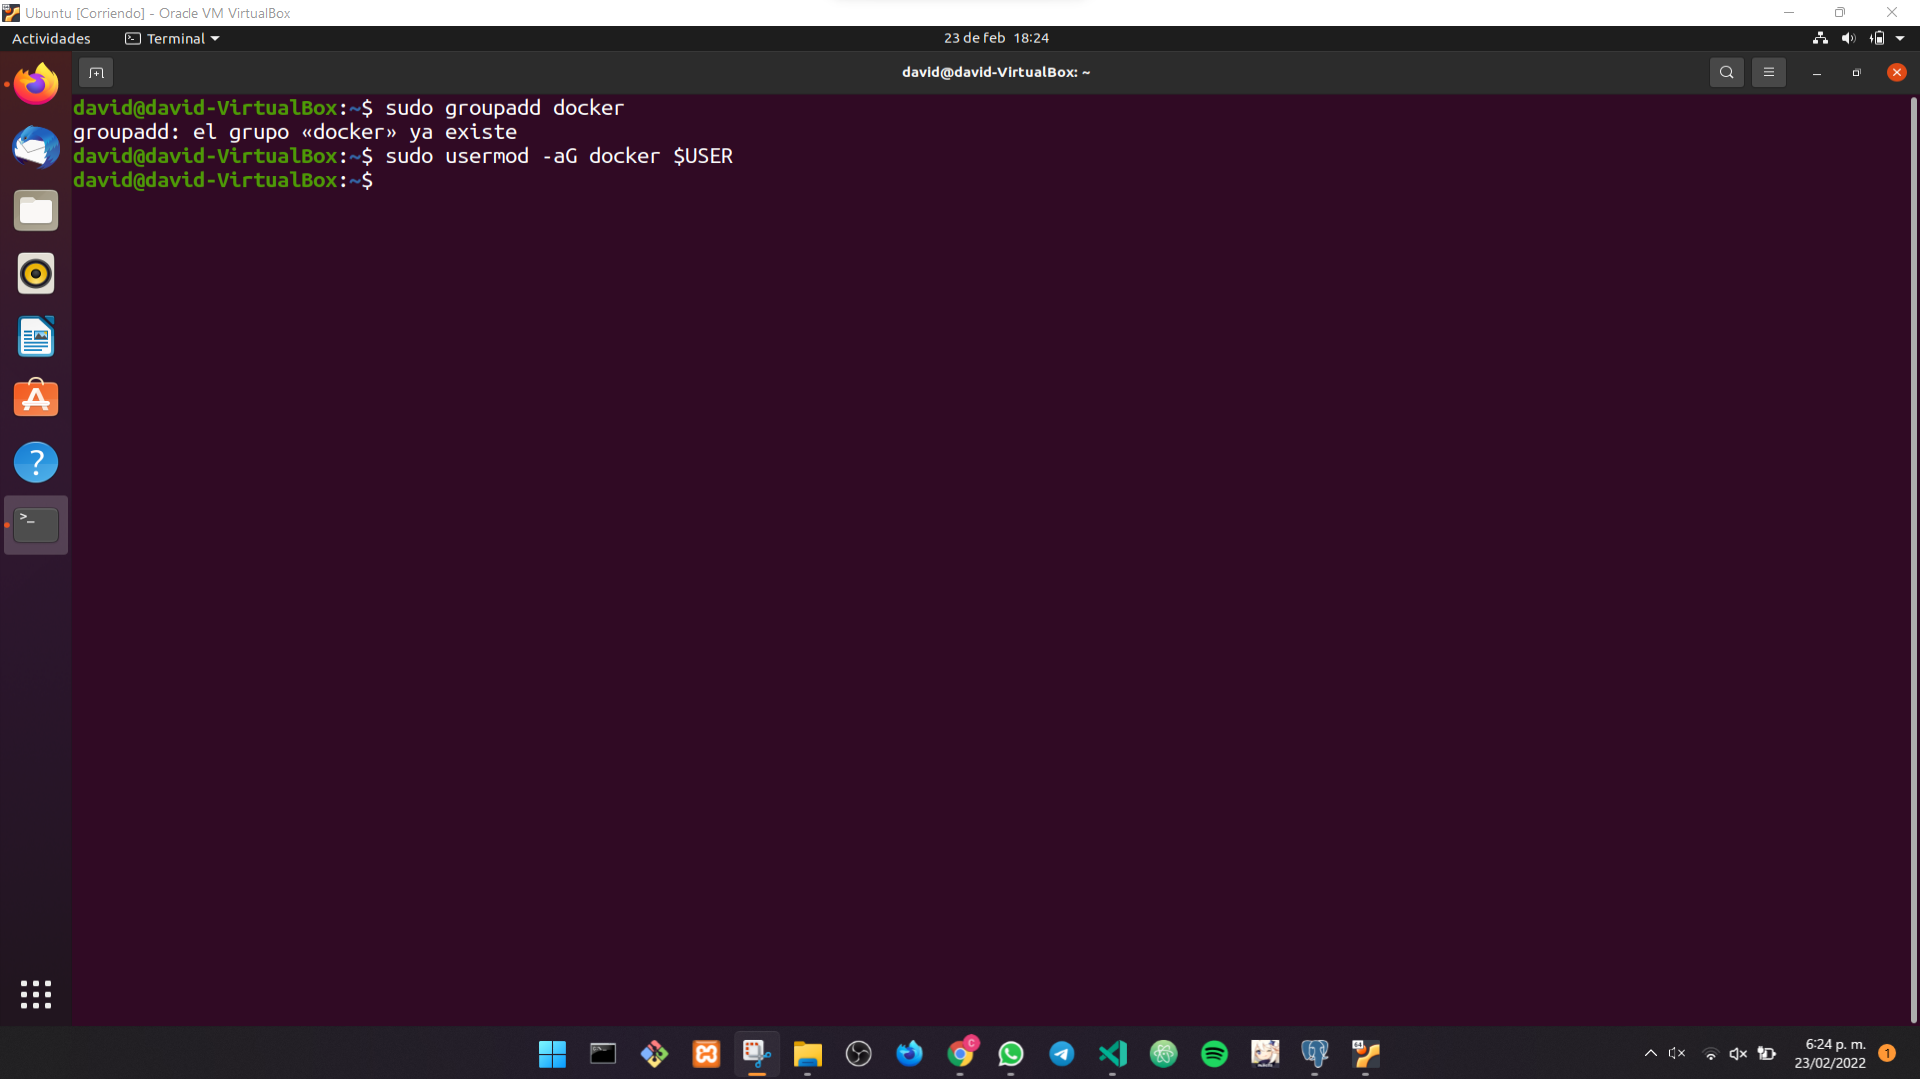 Ubuntu [Corriendo] - Oracle VM VirtualBox
Actividades
Terminal
23 de feb 18:24
david@david-VirtualBox: ~
david@david-VirtualBox:~$ sudo groupadd docker
groupadd: el grupo «docker» ya existe
david@david-VirtualBox:~$ sudo usermod -aG docker $USER
david@david-VirtualBox:~$
6:24 p. m.
23/02/2022
1
C
64